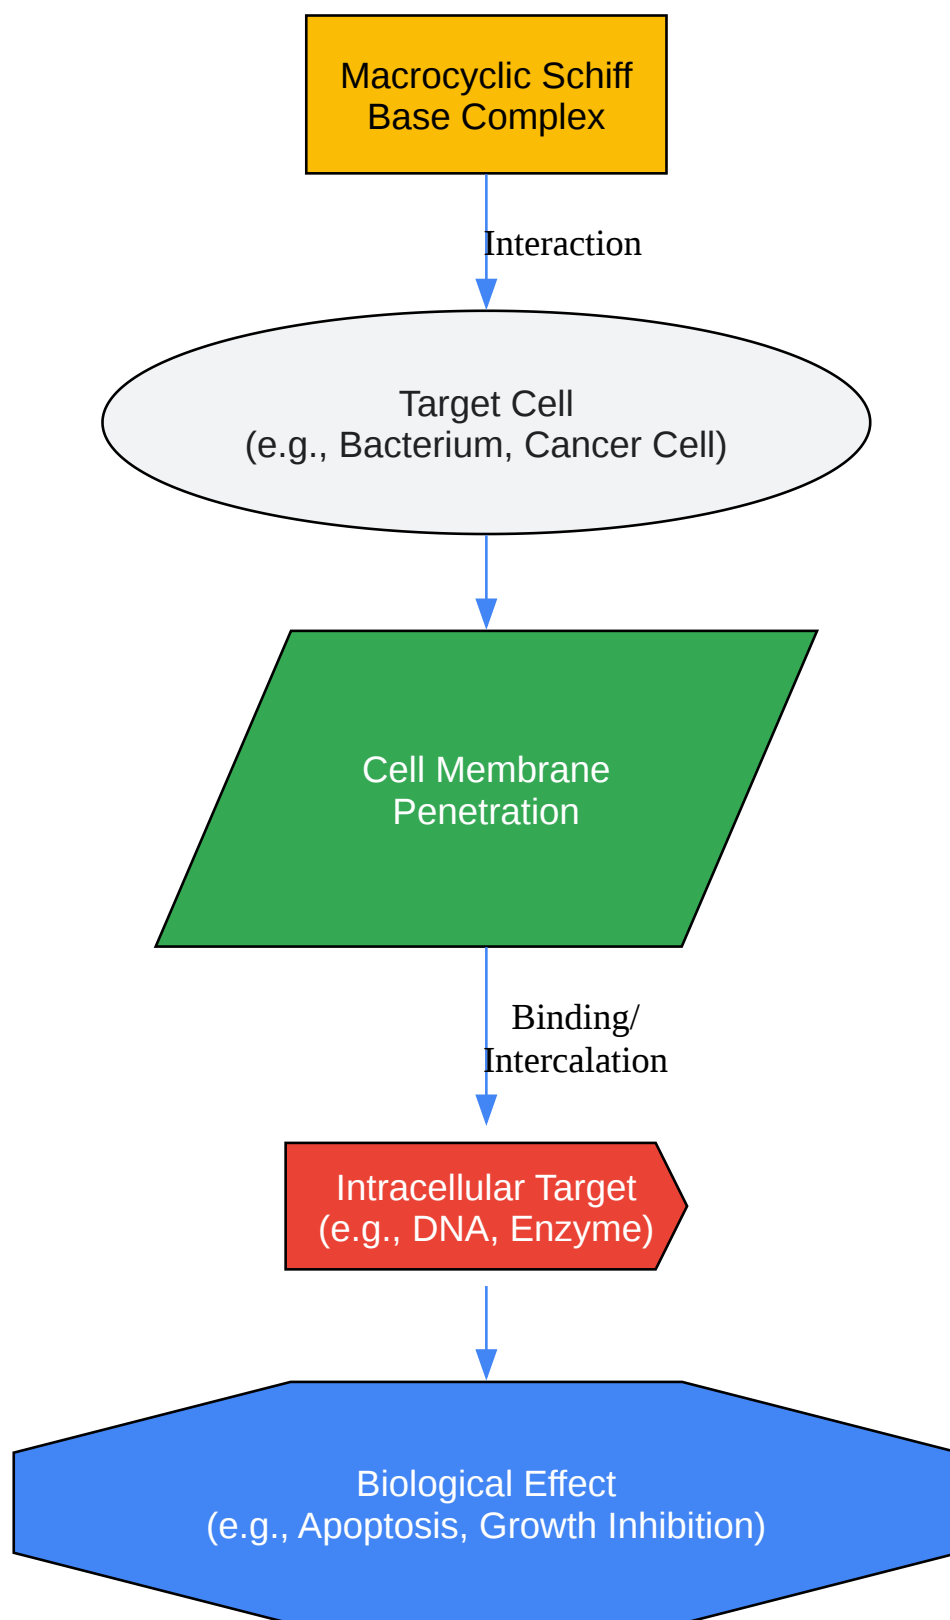 Macrocyclic Schiff
Base Complex
Interaction
Target Cell
(e.g., Bacterium, Cancer Cell)
Cell Membrane
Penetration
Binding/
Intercalation
Intracellular Target
(e.g., DNA, Enzyme)
Biological Effect
(e.g., Apoptosis, Growth Inhibition)